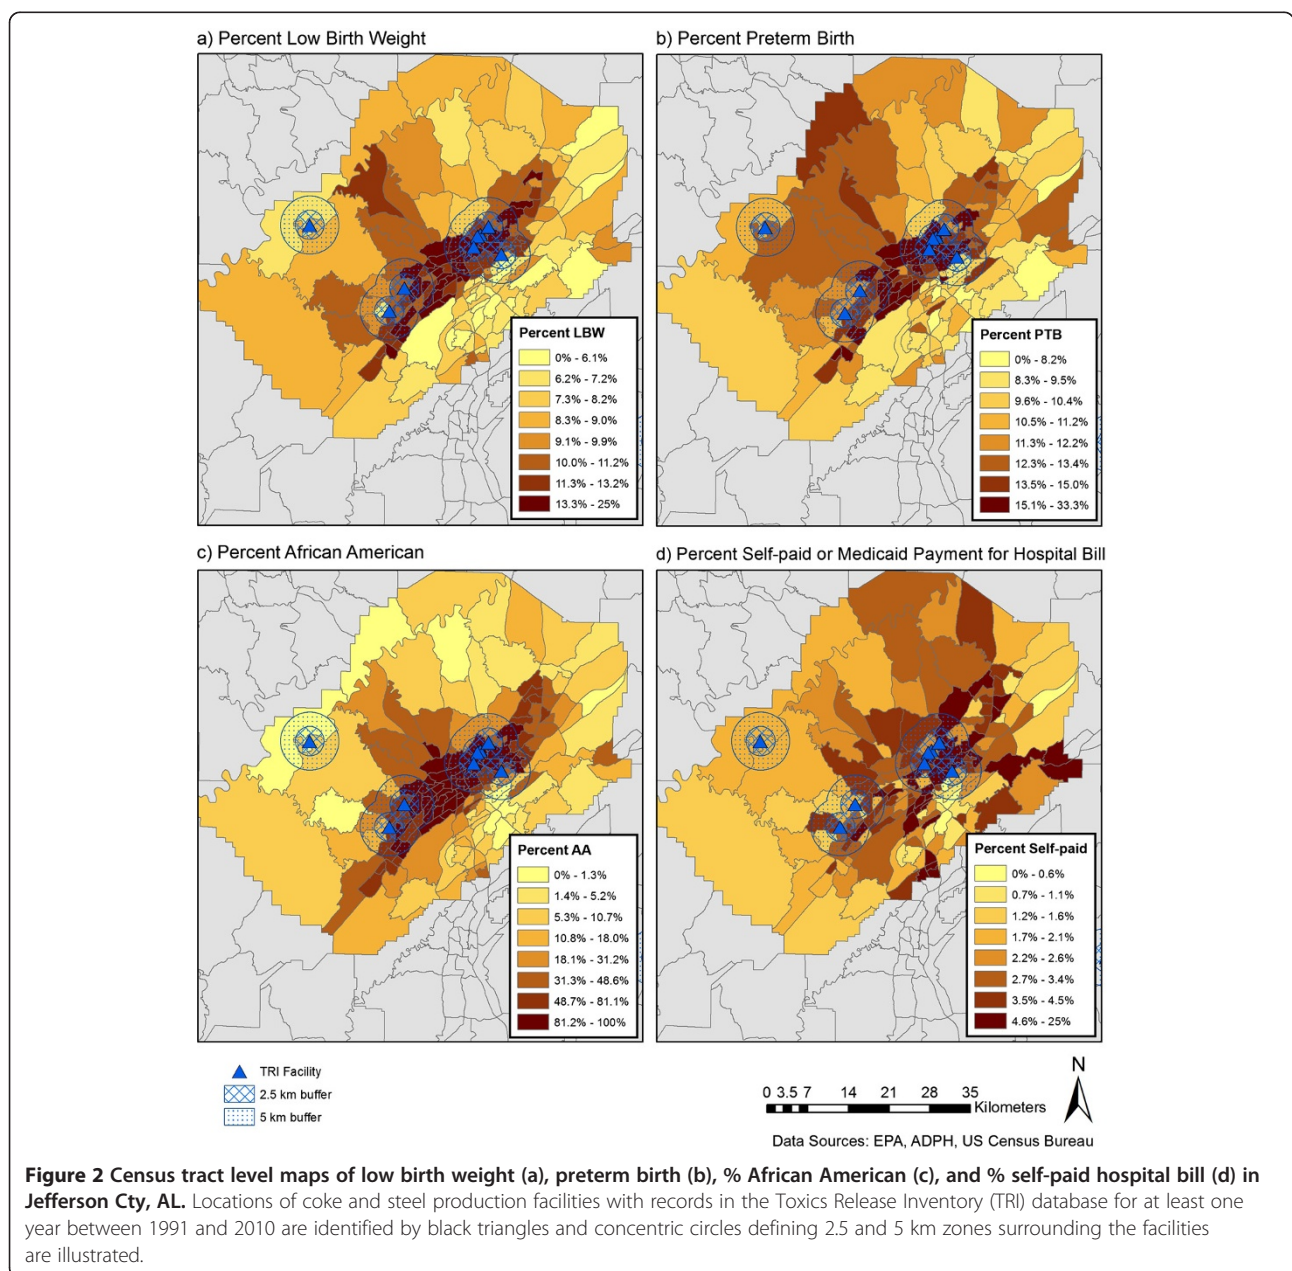 a) Percent Low Birth Weight
b) Percent Preterm Birth
Percent LBW
0% - 6.1%
6.2% - 7.2%
7.3% - 8.2%
8.3% - 9.0%
9.1% - 9.9%
10.0% - 11.2%
11.3% - 13.2%
13.3% - 25%
Percent PTB
0% - 8.2%
8.3% - 9.5%
9.6% - 10.4%
10.5% - 11.2%
11.3% - 12.2%
12.3% - 13.4%
13.5% - 15.0%
15.1% - 33.3%
c) Percent African American
d) Percent Self-paid or Medicaid Payment for Hospital Bill
Percent AA
0% - 1.3%
1.4% - 5.2%
5.3% - 10.7%
10.8% - 18.0%
18.1% - 31.2%
31.3% - 48.6%
48.7% - 81.1%
81.2% - 100%
Percent Self-paid
0% - 0.6%
0.7% - 1.1%
1.2% - 1.6%
1.7% - 2.1%
2.2% - 2.6%
2.7% - 3.4%
3.5% - 4.5%
4.6% - 25%
TRI Facility
2.5 km buffer
5 km buffer
N
0 3.5 7 14 21 28 35
Kilometers
Data Sources: EPA, ADPH, US Census Bureau
Figure 2 Census tract level maps of low birth weight (a), preterm birth (b), % African American (c), and % self-paid hospital bill (d) in
Jefferson Cty, AL. Locations of coke and steel production facilities with records in the Toxics Release Inventory (TRI) database for at least one
year between 1991 and 2010 are identified by black triangles and concentric circles defining 2.5 and 5 km zones surrounding the facilities
are illustrated.